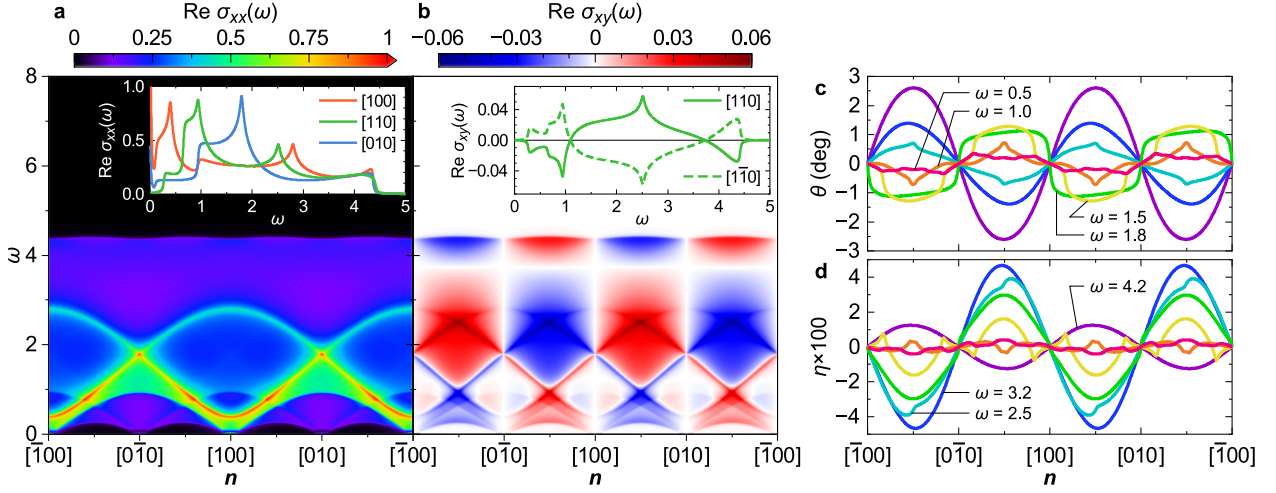 a Re σxx(ω)
0 0.25 0.5 0.75 1
b Re σxy(ω)
−0.06 −0.03 0 0.03 0.06
8
6
4
2
0
ω
1.0
0.5
0.0
Re σxx(ω)
[100]
[110]
[010]
0 1 2 3 4 5
ω
[1̄00] [01̄0] [100] [010] [1̄00]
n
0.04
0.00
−0.04
Re σxy(ω)
[110]
[11̄0]
0 1 2 3 4 5
ω
[01̄0] [100] [010] [1̄00]
n
c
3
2
1
0
−1
−2
−3
θ (deg)
ω = 0.5
ω = 1.0
ω = 1.5
ω = 1.8
d
4
2
0
−2
−4
η×100
ω = 4.2
ω = 3.2
ω = 2.5
[1̄00] [01̄0] [100] [010] [1̄00]
n